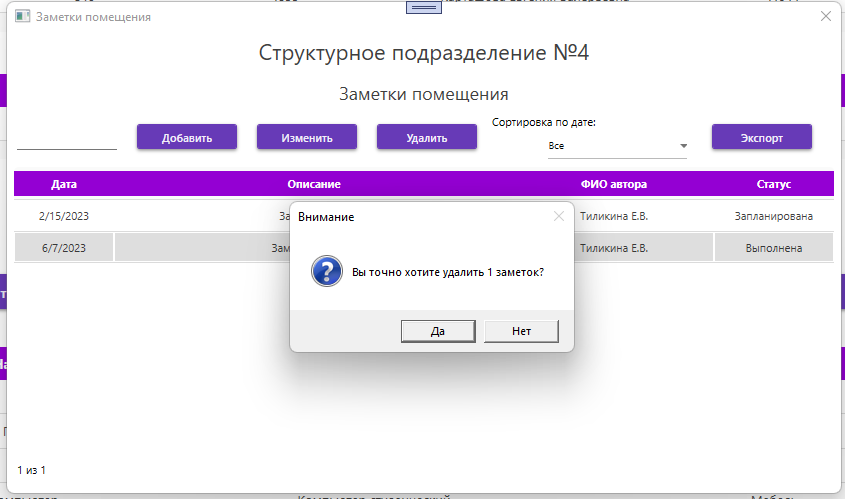 Заметки помещения
Структурное подразделение №4
Заметки помещения
Сортировка по дате:
Добавить Изменить Удалить Все Экспорт
Дата Описание ФИО автора Статус
2/15/2023 За Тиликина Е.В. Запланирована
6/7/2023 Зам Тиликина Е.В. Выполнена
Внимание
Вы точно хотите удалить 1 заметок?
Да Нет
1 из 1